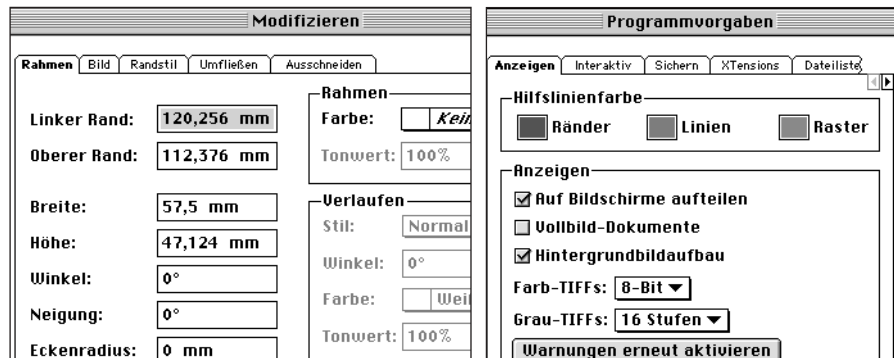 Modifizieren
Rahmen Bild Randstil Umfließen Ausschneiden
Linker Rand: 120,256 mm
Oberer Rand: 112,376 mm
Breite: 57,5 mm
Höhe: 47,124 mm
Winkel: 0°
Neigung: 0°
Eckenradius: 0 mm
Rahmen
Farbe:
Tonwert: 100%
Verlaufen
Stil: Normal
Winkel: 0°
Farbe:
Tonwert: 100%
Programmvorgaben
Anzeigen Interaktiv Sichern XTensions Dateiliste
Hilfslinienfarbe
Ränder Linien Raster
Anzeigen
Auf Bildschirme aufteilen
Vollbild-Dokumente
Hintergrundbildaufbau
Farb-TIFFs: 8-Bit
Grau-TIFFs: 16 Stufen
Warnungen erneut aktivieren